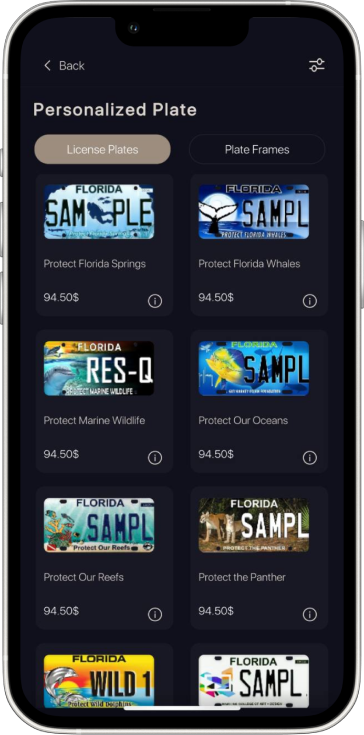 Back
Personalized Plate
License Plates
Plate Frames
FLORIDA
SAM PLE
Protect Florida Springs
94.50$
FLORIDA
SAMPL
PROTECT FLORIDA WHALES
Protect Florida Whales
94.50$
FLORIDA
RES-Q
PROTECT MARINE WILDLIFE
Protect Marine Wildlife
94.50$
FLORIDA
SAMPL
Protect Our Oceans
94.50$
FLORIDA
SAMPL
Protect Our Reefs
Protect Our Reefs
94.50$
FLORIDA
SAMPL
PROTECT THE PANTHER
Protect the Panther
94.50$
FLORIDA
WILD 1
Protect Wild Dolphins
FLORIDA
SAMPL